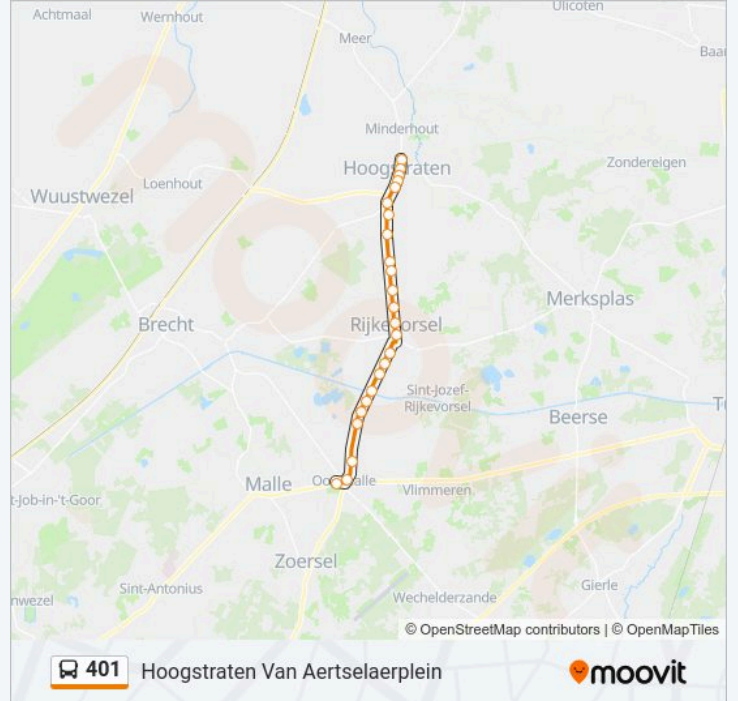 Achtmaal
Wernhout
Ulicoten
Meer
Baa
Minderhout
Hoogstraten
Zondereigen
Loenhout
Wuustwezel
Merksplas
Brecht
Rijkevorsel
Sint-Jozef-
Rijkevorsel
Beerse
T
Malle
Oostmalle
Vlimmeren
t-Job-in-'t-Goor
Zoersel
Sint-Antonius
Gierle
nwezel
Wechelderzande
© OpenStreetMap contributors | © OpenMapTiles
401 Hoogstraten Van Aertselaerplein
moovit